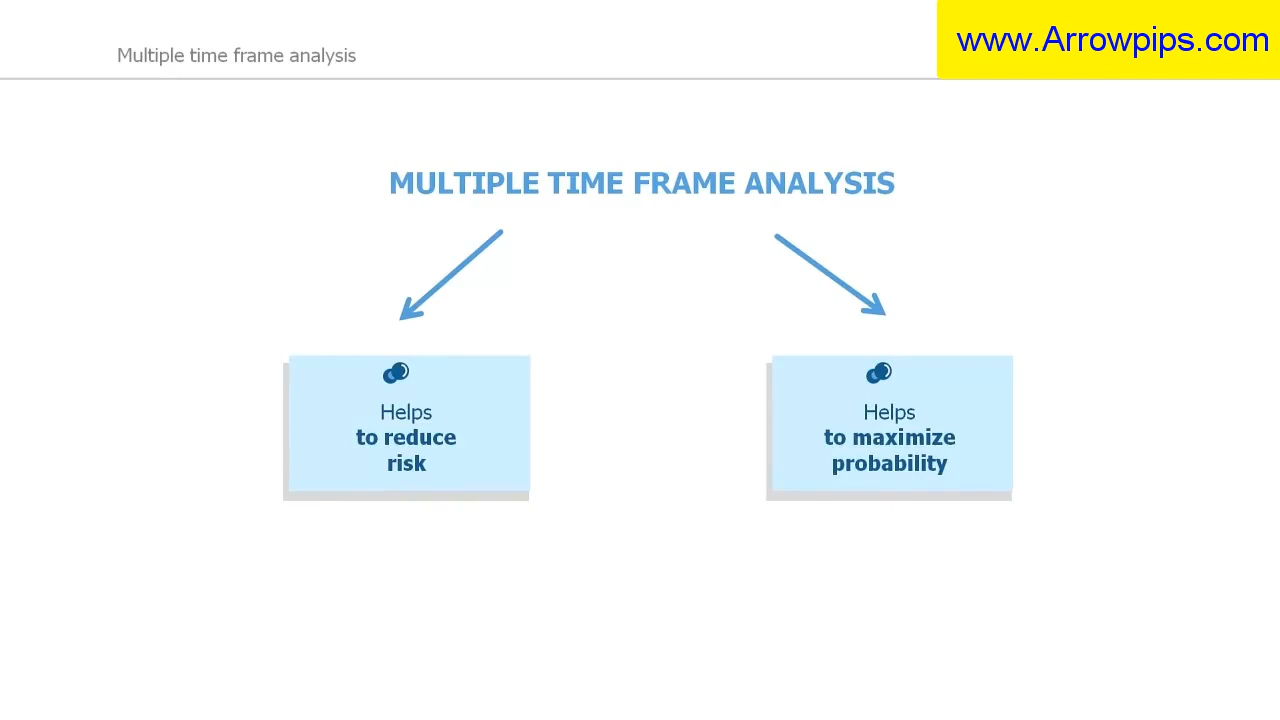 Multiple time frame analysis
www.Arrowpips.com
MULTIPLE TIME FRAME ANALYSIS
Helps
to reduce
risk
Helps
to maximize
probability